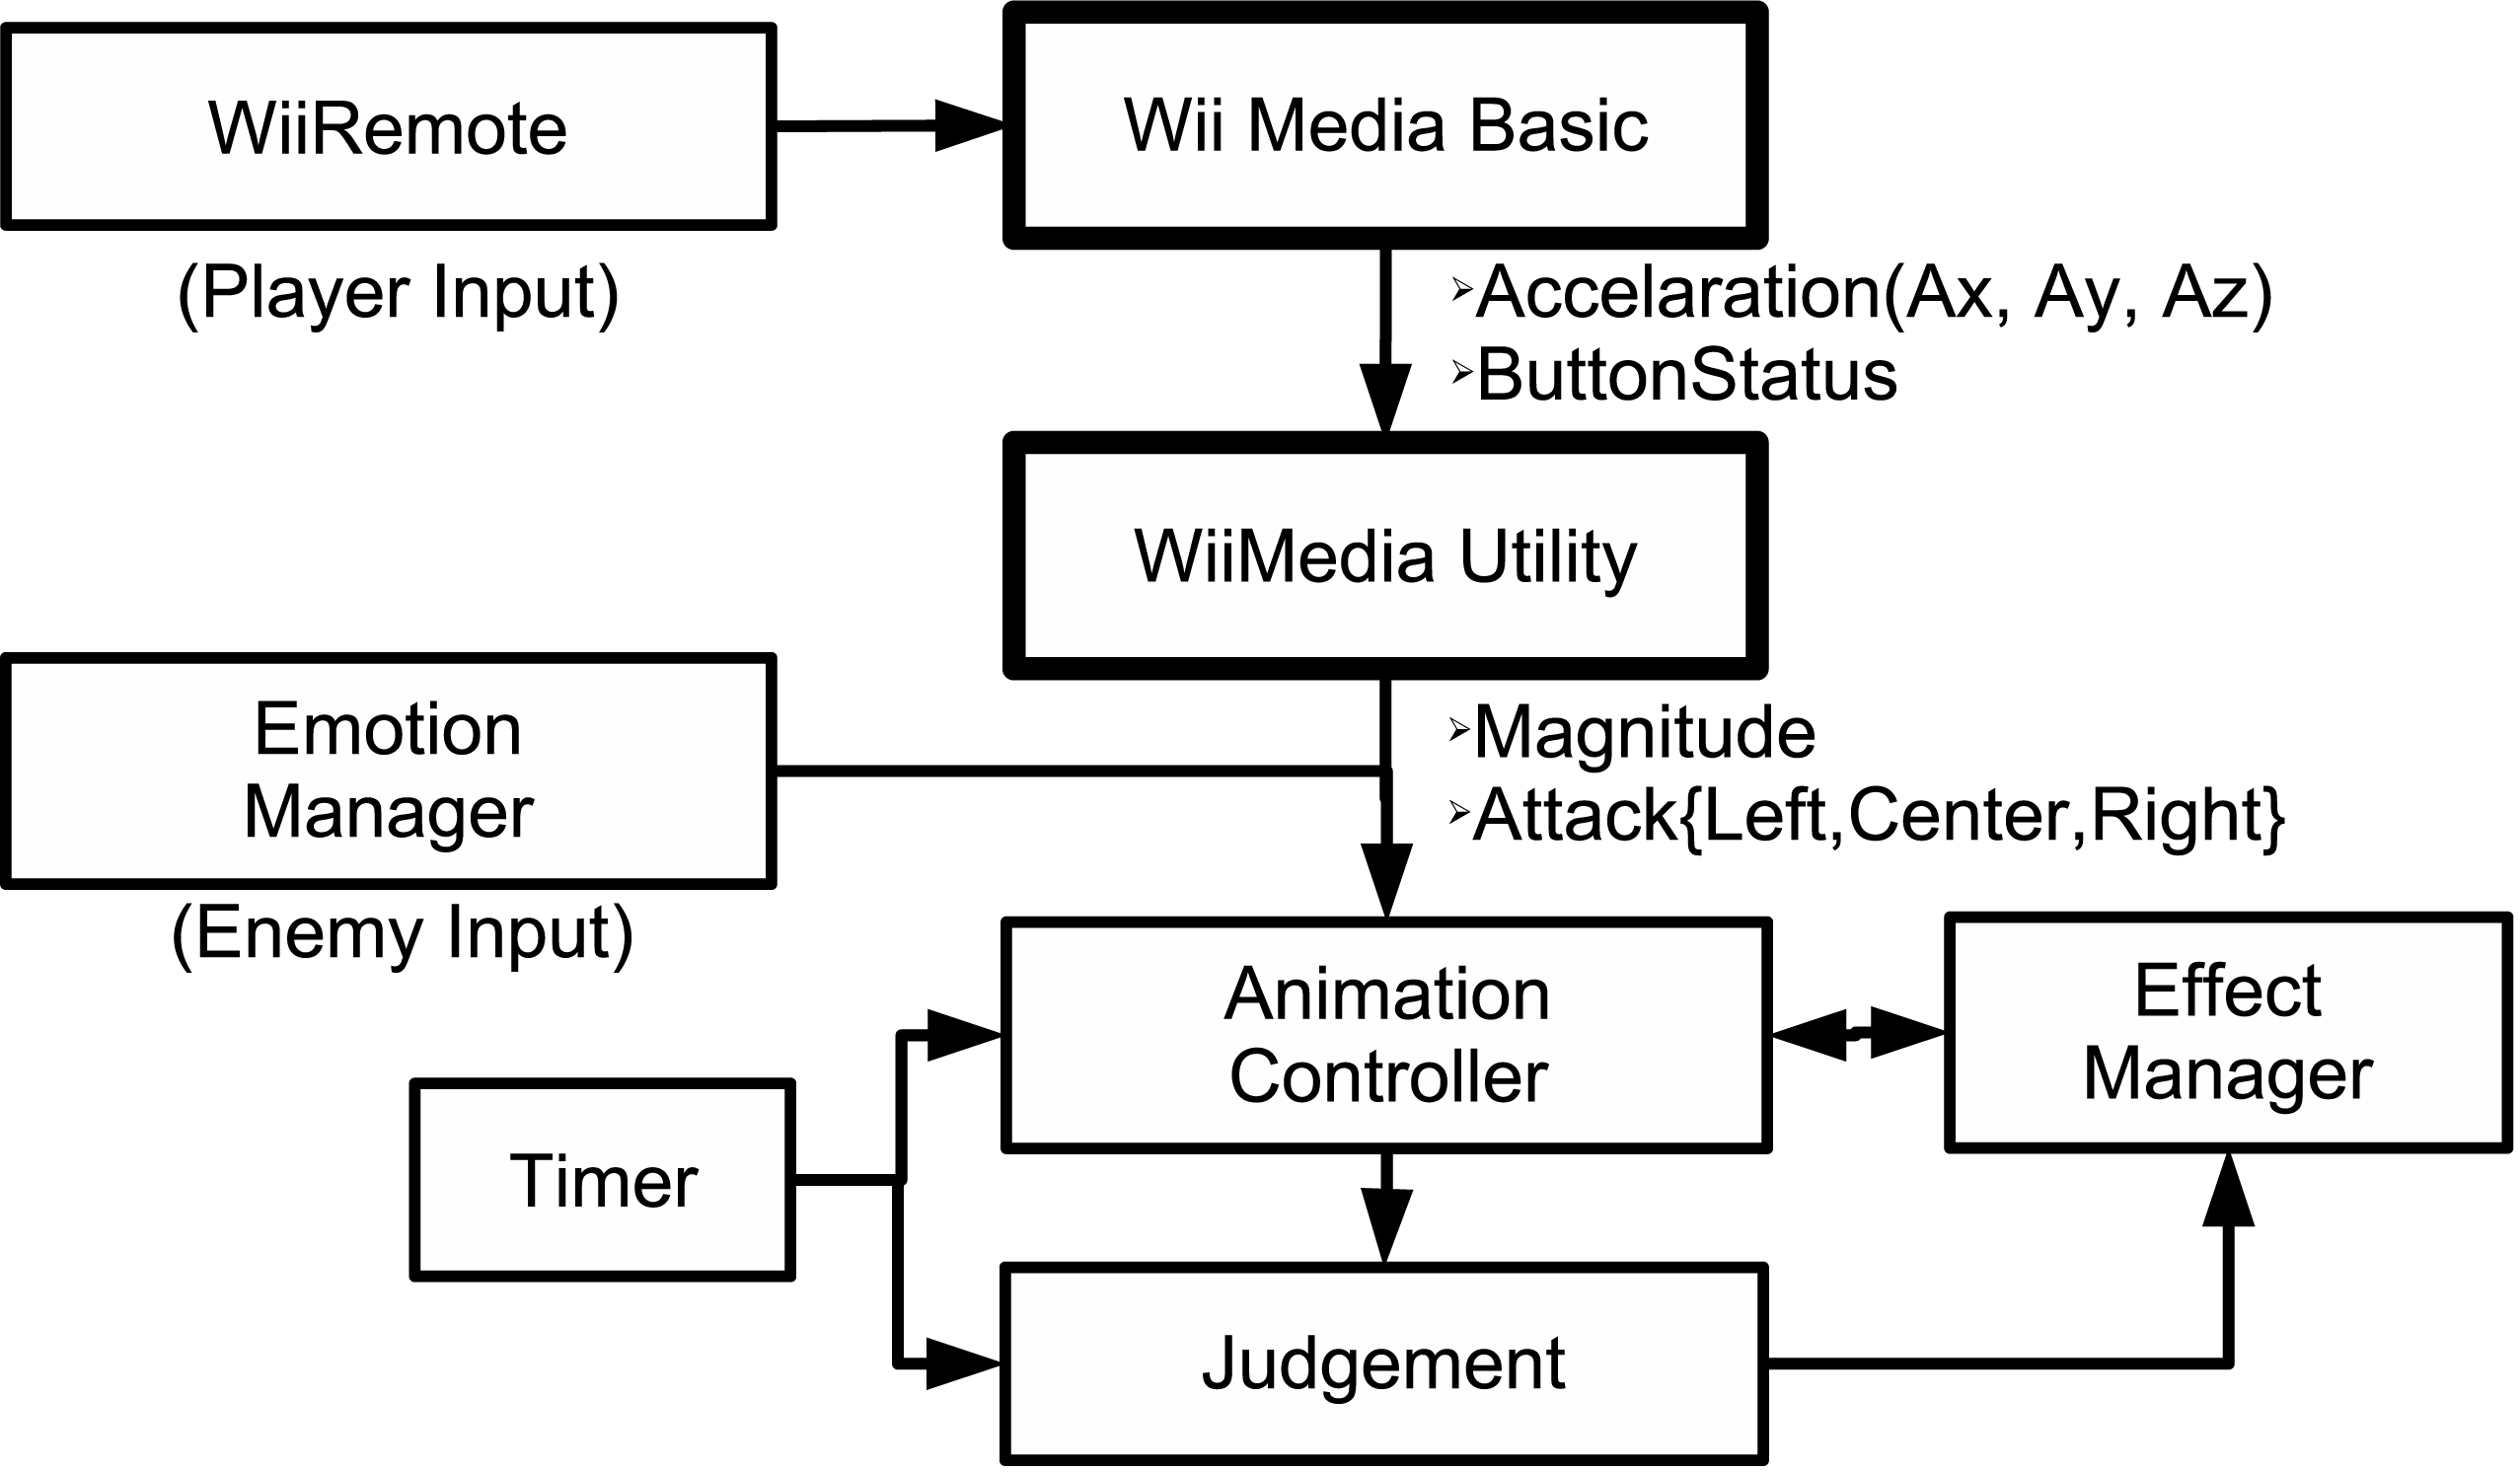 WiiRemote
(Player Input)
Wii Media Basic
➢Accelaration(Ax, Ay, Az)
➢ButtonStatus
WiiMedia Utility
Emotion
Manager
(Enemy Input)
➢Magnitude
➢Attack{Left,Center,Right}
Animation
Controller
Effect
Manager
Timer
Judgement